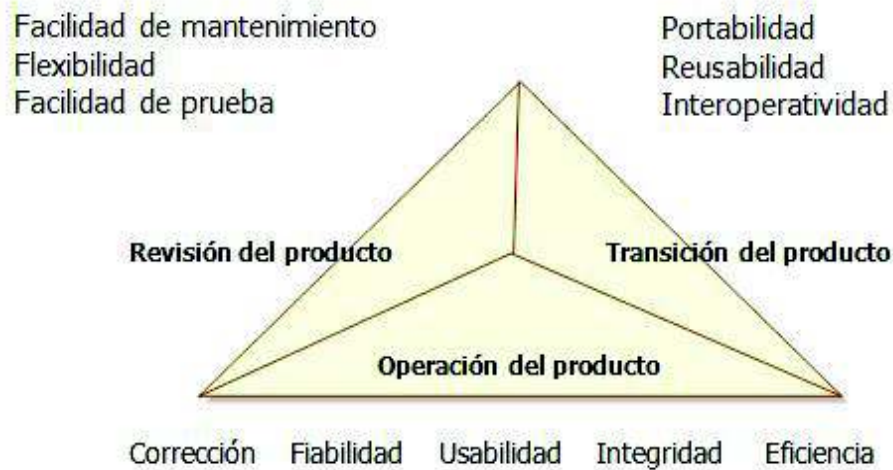 Facilidad de mantenimiento
Flexibilidad
Facilidad de prueba
Portabilidad
Reusabilidad
Interoperatividad
Revisión del producto
Transición del producto
Operación del producto
Corrección Fiabilidad Usabilidad Integridad Eficiencia